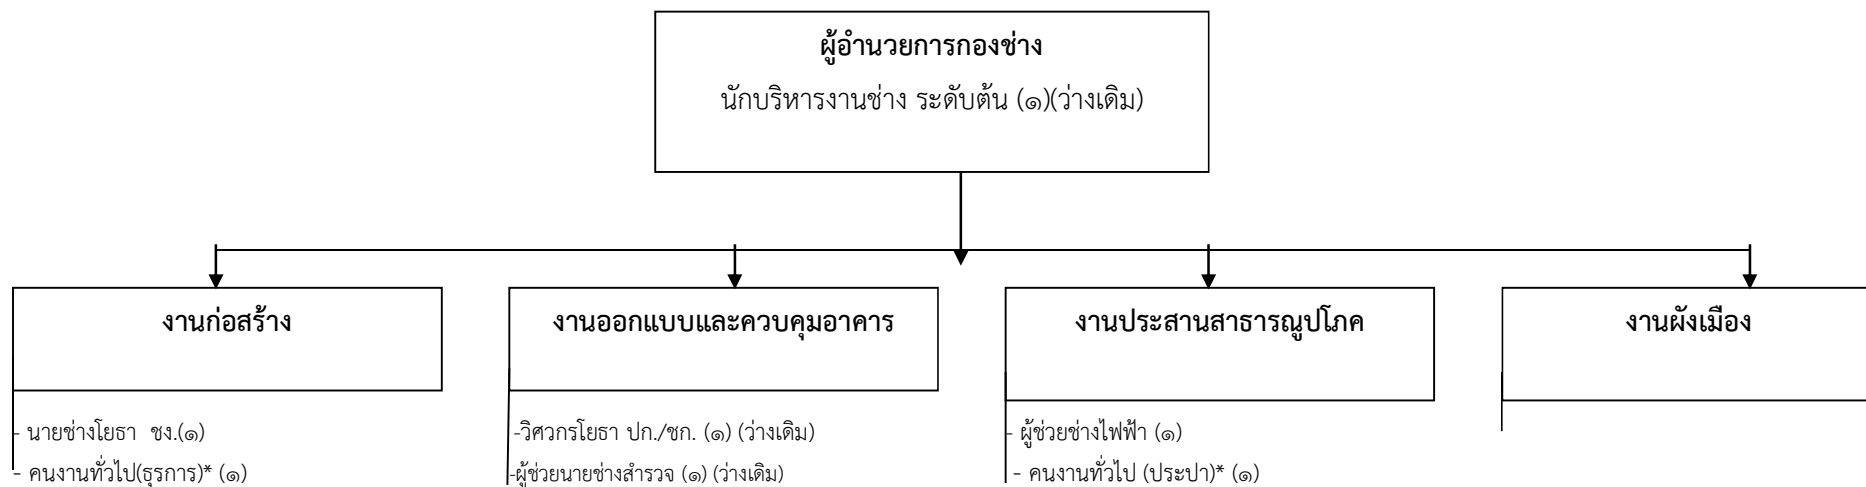 ผู้อำนวยการกองช่าง
นักบริหารงานช่าง ระดับต้น (๑)(ว่างเดิม)
งานก่อสร้าง
- นายช่างโยธา ชง.(๑)
- คนงานทั่วไป(ธุรการ)* (๑)
งานออกแบบและควบคุมอาคาร
-วิศวกรโยธา ปก./ชก. (๑) (ว่างเดิม)
-ผู้ช่วยนายช่างสำรวจ (๑) (ว่างเดิม)
งานประสานสาธารณูปโภค
- ผู้ช่วยช่างไฟฟ้า (๑)
- คนงานทั่วไป (ประปา)* (๑)
งานผังเมือง